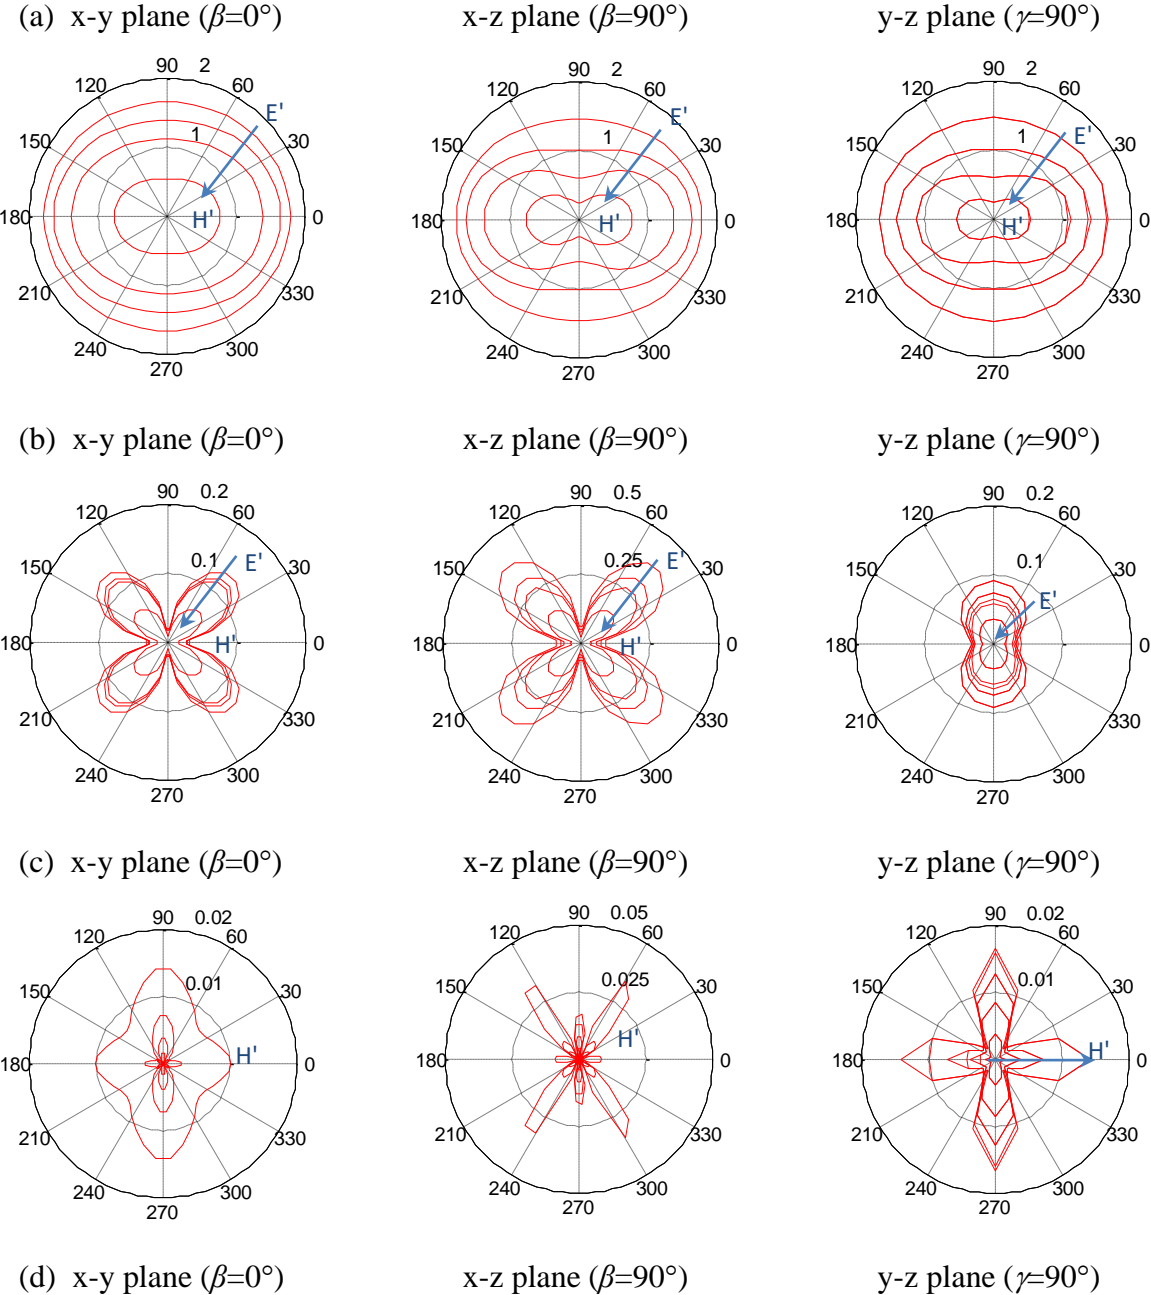 (a) x-y plane (β=0°) x-z plane (β=90°) y-z plane (γ=90°)
90 2 90 2 90 2
120 60 120 60 120 60
E' E' E'
150 1 30 150 1 30 150 1 30
180 H' 0 180 H' 0 180 H' 0
210 330 210 330 210 330
240 300 240 300 240 300
270 270 270
(b) x-y plane (β=0°) x-z plane (β=90°) y-z plane (γ=90°)
90 0.2 90 0.5 90 0.2
120 60 120 60 120 60
150 0.1 E' 30 150 0.25 E' 30 150 0.1 30
E'
180 H' 0 180 H' 0 180 0
210 330 210 330 210 330
240 300 240 300 240 300
270 270 270
(c) x-y plane (β=0°) x-z plane (β=90°) y-z plane (γ=90°)
90 0.02 90 0.05 90 0.02
120 60 120 60 120 60
150 0.01 30 150 0.025 30 150 0.01 30
180 H' 0 180 H' 0 180 H' 0
210 330 210 330 210 330
240 300 240 300 240 300
270 270 270
(d) x-y plane (β=0°) x-z plane (β=90°) y-z plane (γ=90°)